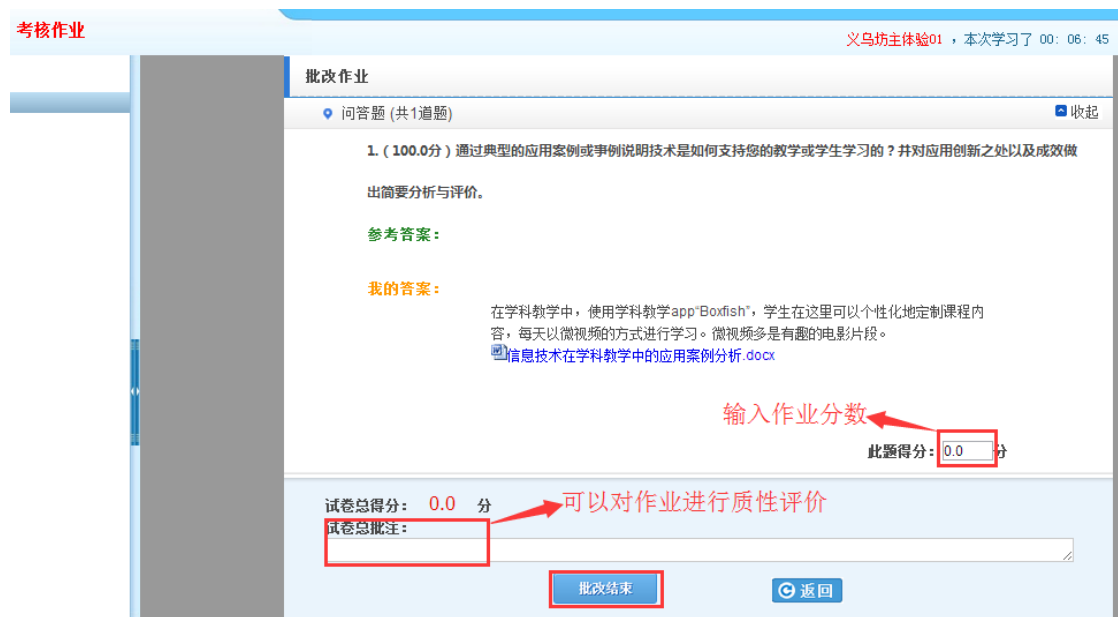 考核作业
义乌坊主体验01 ，本次学习了 00: 06: 45
批改作业
问答题 (共1道题)
收起
1.（100.0分）通过典型的应用案例或事例说明技术是如何支持您的教学或学生学习的？并对应用创新之处以及成效做
出简要分析与评价。
参考答案：
我的答案：
在学科教学中，使用学科教学app“Boxfish”，学生在这里可以个性化地定制课程内
容，每天以微视频的方式进行学习。微视频多是有趣的电影片段。
信息技术在学科教学中的应用案例分析.docx
输入作业分数
此题得分：0.0 分
试卷总得分： 0.0 分
可以对作业进行质性评价
试卷总批注：
批改结束
返回